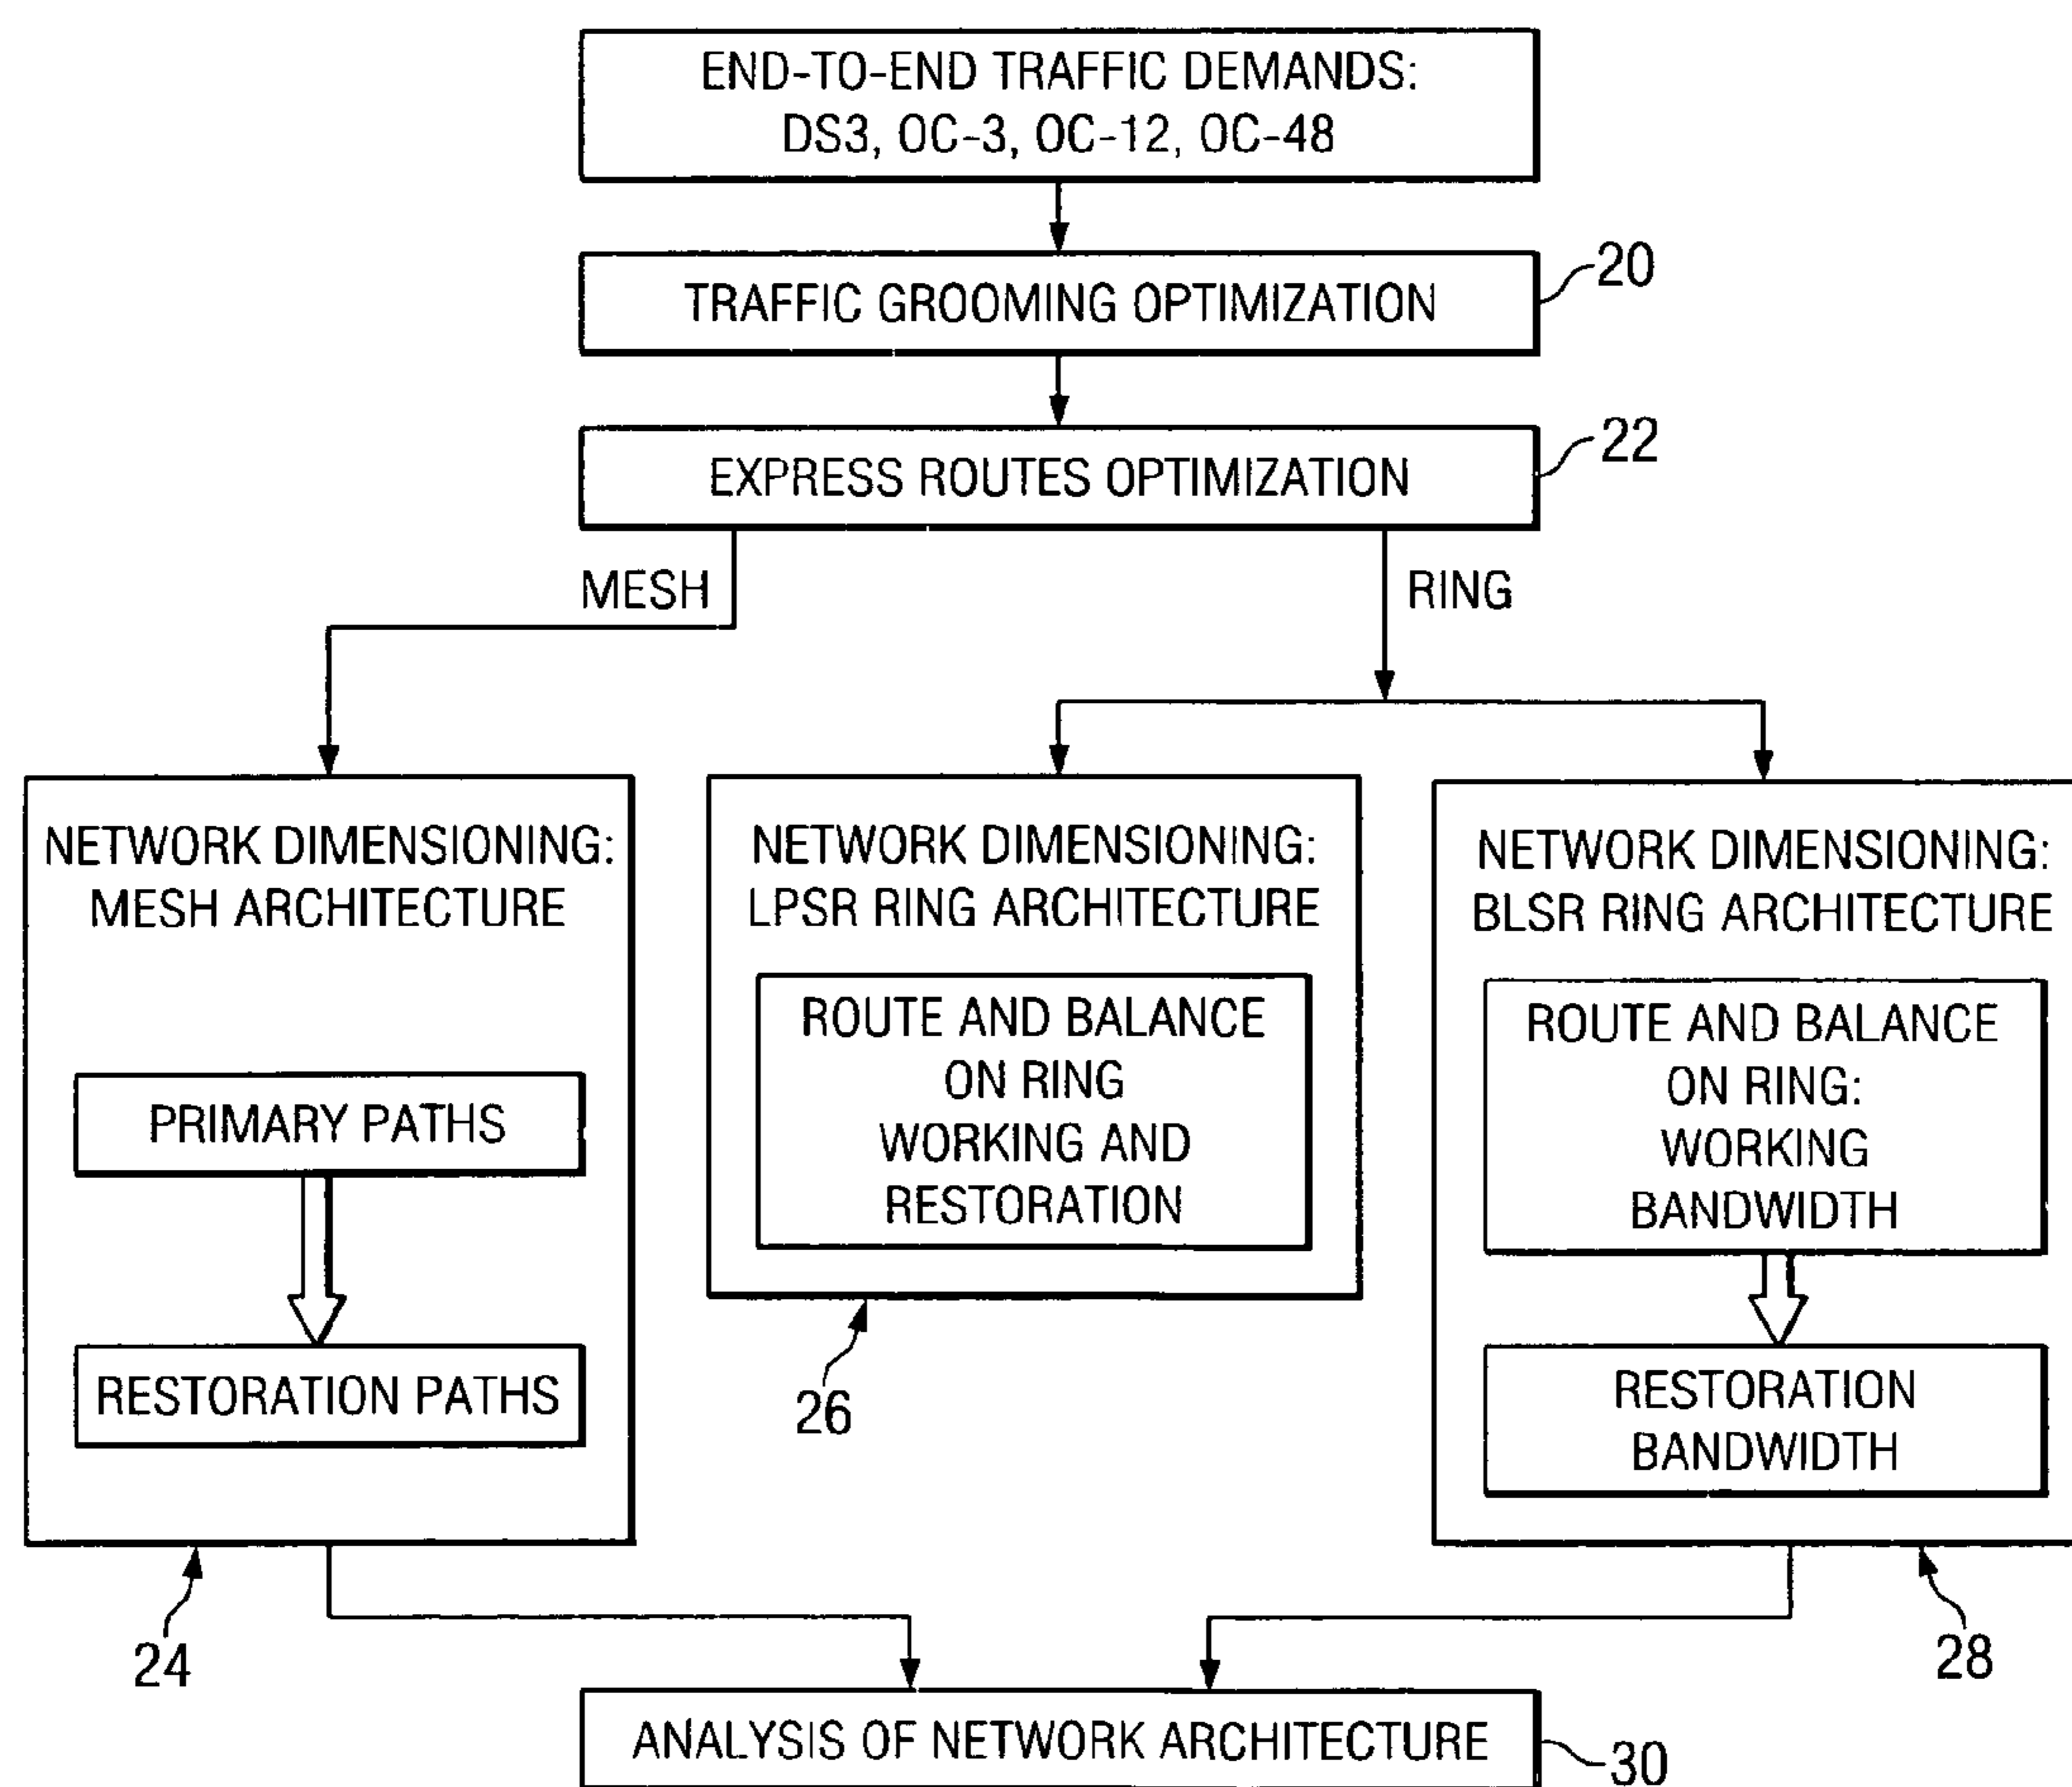 END-TO-END TRAFFIC DEMANDS:
DS3, OC-3, OC-12, OC-48
TRAFFIC GROOMING OPTIMIZATION
20
EXPRESS ROUTES OPTIMIZATION
22
MESH
RING
NETWORK DIMENSIONING:
MESH ARCHITECTURE
PRIMARY PATHS
RESTORATION PATHS
24
NETWORK DIMENSIONING:
LPSR RING ARCHITECTURE
ROUTE AND BALANCE
ON RING
WORKING AND
RESTORATION
26
NETWORK DIMENSIONING:
BLSR RING ARCHITECTURE
ROUTE AND BALANCE
ON RING:
WORKING
BANDWIDTH
RESTORATION
BANDWIDTH
28
ANALYSIS OF NETWORK ARCHITECTURE
30